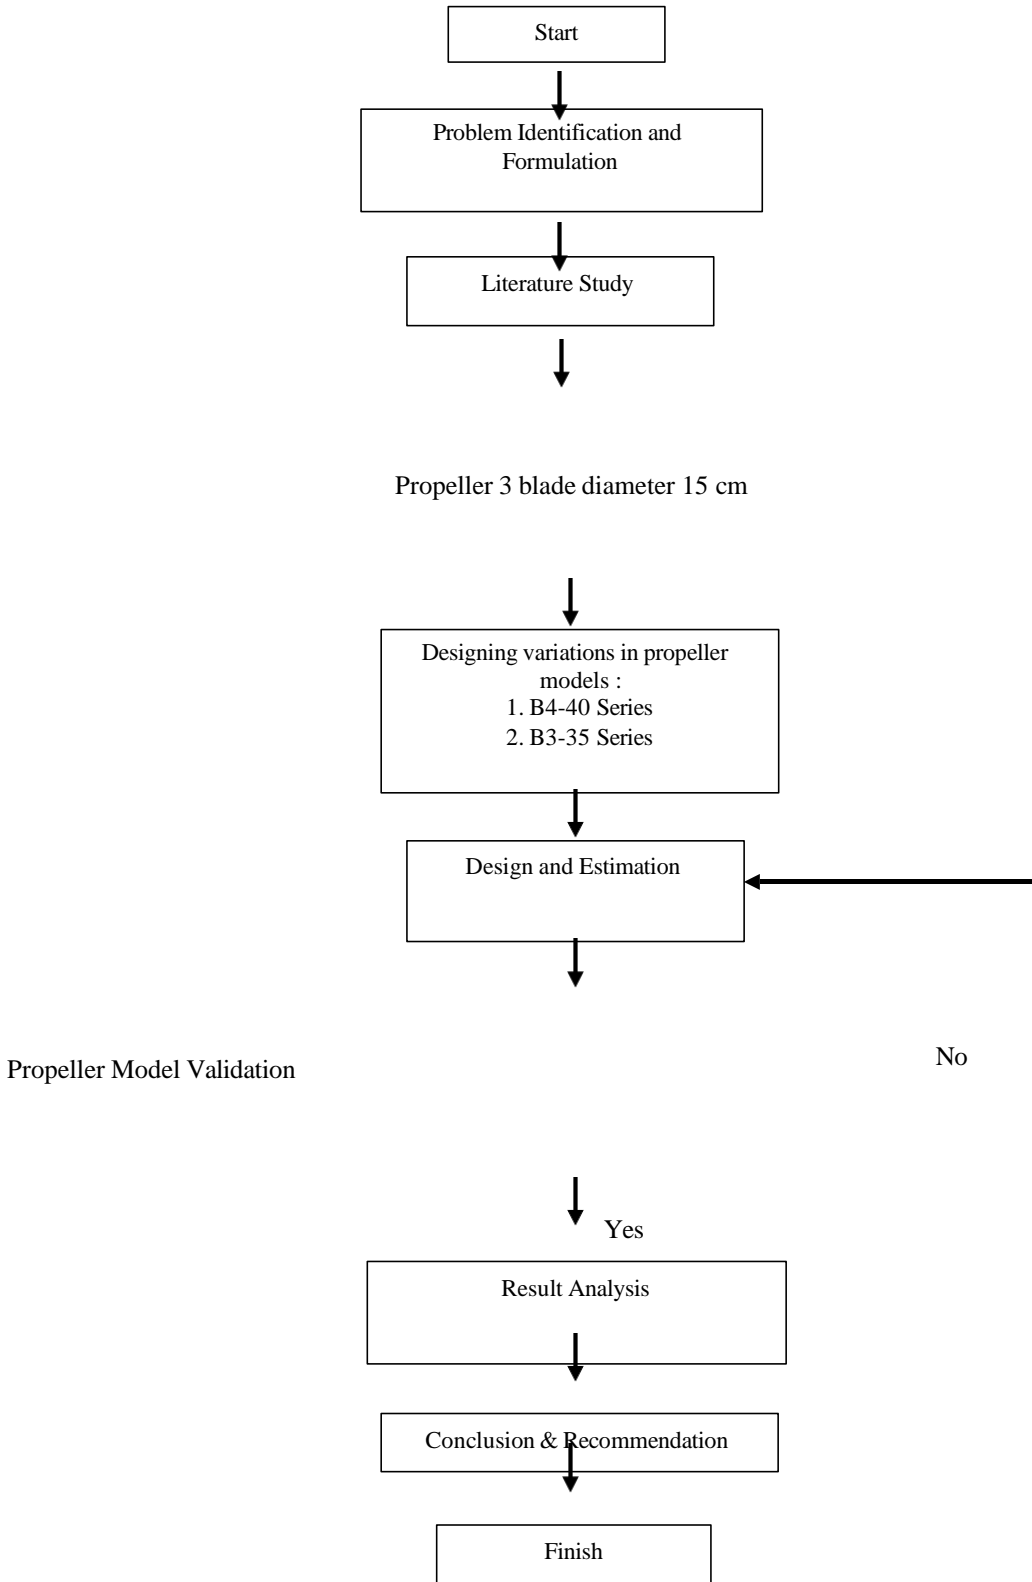 Start
Problem Identification and
Formulation
Literature Study
Propeller 3 blade diameter 15 cm
Designing variations in propeller
models :
1. B4-40 Series
2. B3-35 Series
Design and Estimation
No
Propeller Model Validation
Yes
Result Analysis
Conclusion & Recommendation
Finish